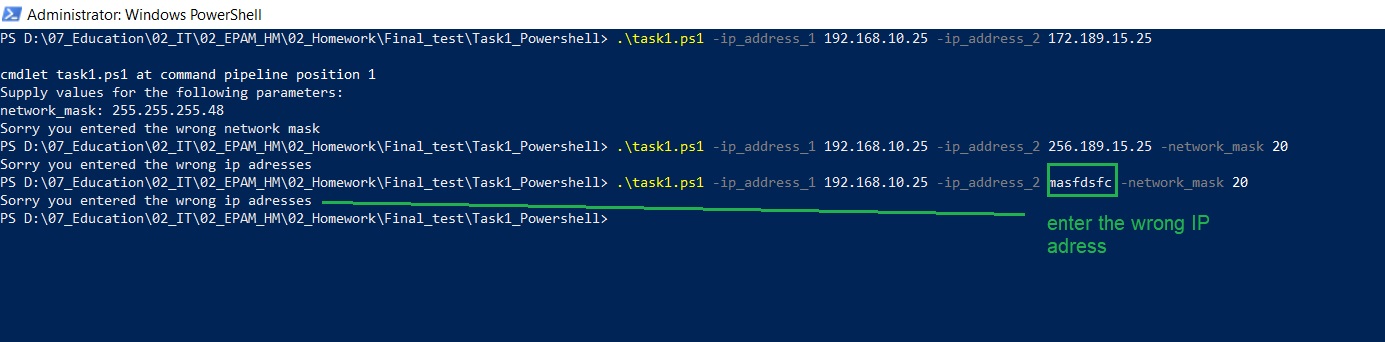 Administrator: Windows PowerShell
PS D:\07_Education\02_IT\02_EPAM_HM\02_Homework\Final_test\Task1_Powershell> .\task1.ps1 -ip_address_1 192.168.10.25 -ip_address_2 172.189.15.25
cmdlet task1.ps1 at command pipeline position 1
Supply values for the following parameters:
network_mask: 255.255.255.48
Sorry you entered the wrong network mask
PS D:\07_Education\02_IT\02_EPAM_HM\02_Homework\Final_test\Task1_Powershell> .\task1.ps1 -ip_address_1 192.168.10.25 -ip_address_2 256.189.15.25 -network_mask 20
Sorry you entered the wrong ip adresses
PS D:\07_Education\02_IT\02_EPAM_HM\02_Homework\Final_test\Task1_Powershell> .\task1.ps1 -ip_address_1 192.168.10.25 -ip_address_2 masfdsfc -network_mask 20
Sorry you entered the wrong ip adresses
PS D:\07_Education\02_IT\02_EPAM_HM\02_Homework\Final_test\Task1_Powershell>
enter the wrong IP
adress